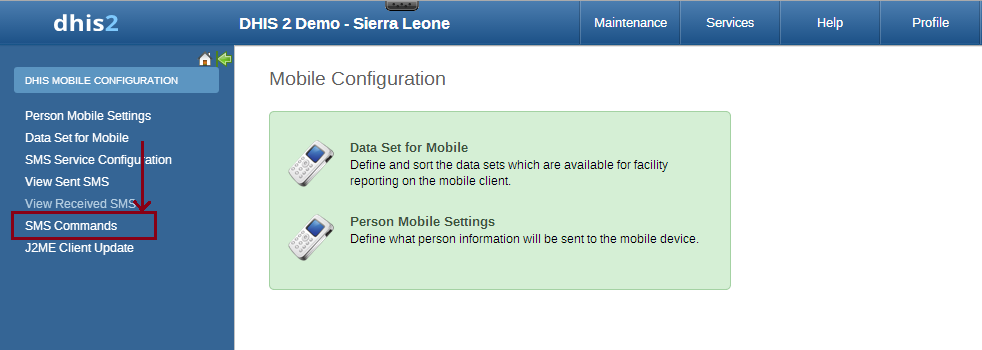 dhis2
DHIS 2 Demo - Sierra Leone
Maintenance
Services
Help
Profile
DHIS MOBILE CONFIGURATION
Person Mobile Settings
Data Set for Mobile
SMS Service Configuration
View Sent SMS
View Received SMS
SMS Commands
J2ME Client Update
Mobile Configuration
Data Set for Mobile
Define and sort the data sets which are available for facility
reporting on the mobile client.
Person Mobile Settings
Define what person information will be sent to the mobile device.